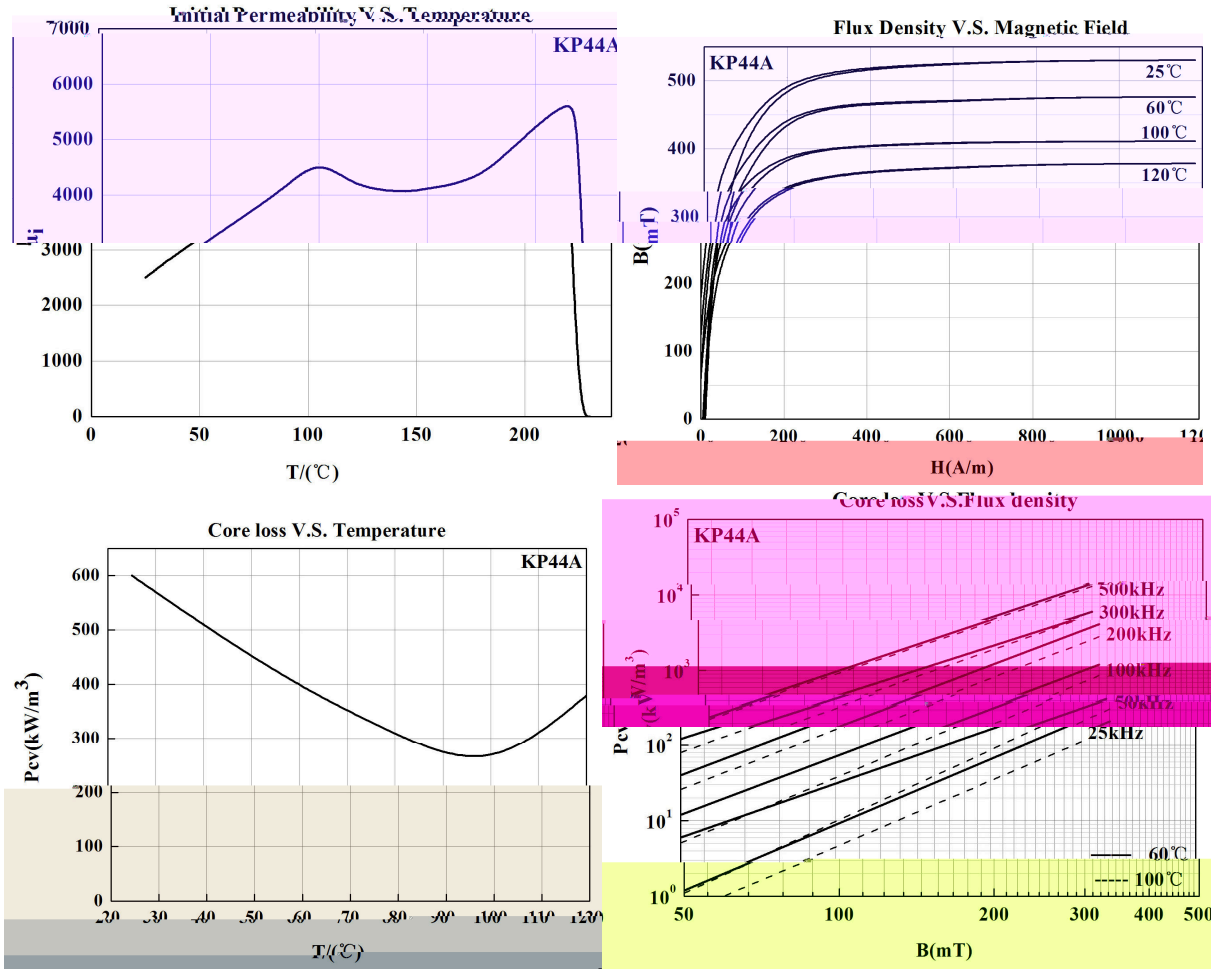 Initial Permeability V.S. Temperature
KP44A
7000
6000
5000
4000
3000
2000
1000
0
μi
0 50 100 150 200
T/(℃)
Flux Density V.S. Magnetic Field
KP44A
25℃
60℃
100℃
120℃
500
400
300
200
100
0
B(mT)
0 200 400 600 800 1000
H(A/m)
Core loss V.S. Temperature
KP44A
600
500
400
300
200
100
0
Pcv(kW/m³)
20 30 40 50 60 70 80 90 100 110 120
T/(℃)
Core loss V.S.Flux density
KP44A
10⁵
10⁴
10³
10²
10¹
10⁰
500kHz
300kHz
200kHz
100kHz
50kHz
25kHz
60℃
100℃
50 100 200 300 400 500
B(mT)